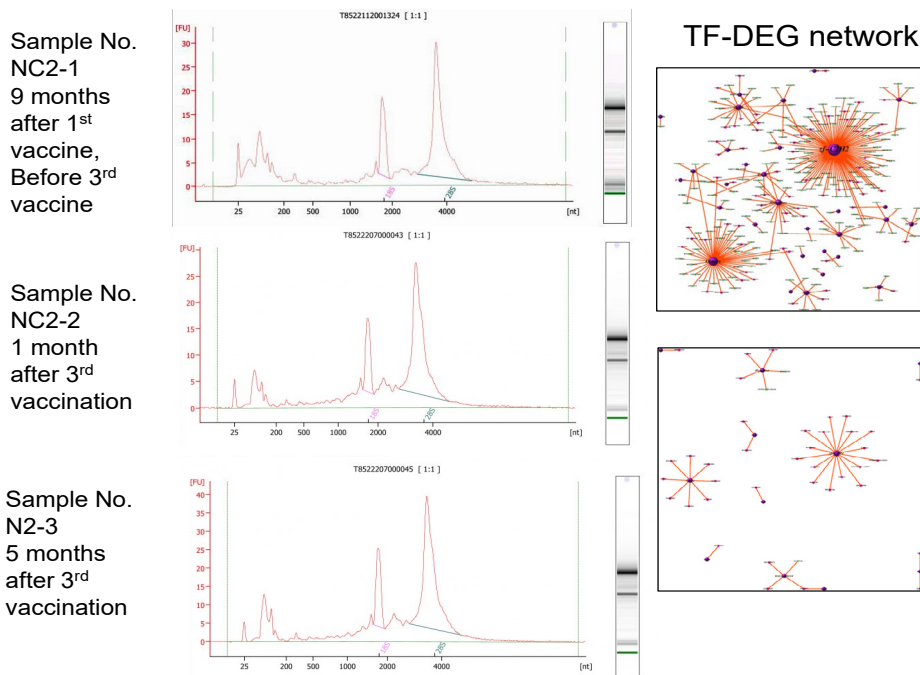 Sample No.
NC2-1
9 months
after 1st
vaccine,
Before 3rd
vaccine
T8522112001324 [ 1:1 ]
[FU]
30
25
20
15
10
5
0
25 200 500 1000 2000 4000 [nt]
18S
28S
TF-DEG network
Sample No.
NC2-2
1 month
after 3rd
vaccination
T8522207000043 [ 1:1 ]
[FU]
25
20
15
10
5
0
25 200 500 1000 2000 4000 [nt]
18S
28S
Sample No.
N2-3
5 months
after 3rd
vaccination
T8522207000045 [ 1:1 ]
[FU]
40
35
30
25
20
15
10
5
0
25 200 500 1000 2000 4000 [nt]
18S
28S